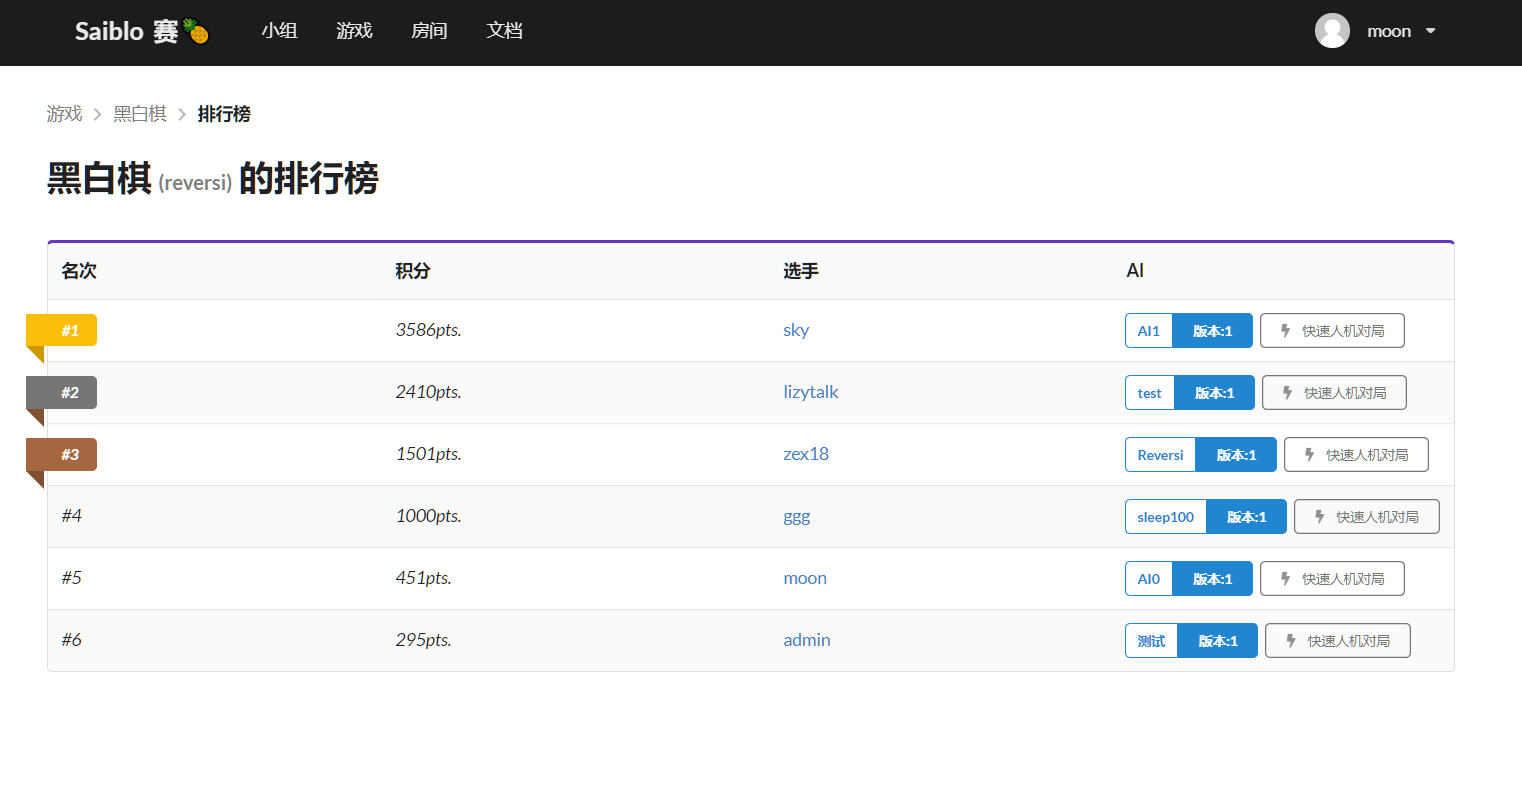 Saiblo 赛 小组 游戏 房间 文档 moon
游戏 黑白棋 排行榜
黑白棋 (reversi) 的排行榜
名次 积分 选手 AI
#1 3586pts. sky AI1 版本:1 快速人机对局
#2 2410pts. lizytalk test 版本:1 快速人机对局
#3 1501pts. zex18 Reversi 版本:1 快速人机对局
#4 1000pts. ggg sleep100 版本:1 快速人机对局
#5 451pts. moon AI0 版本:1 快速人机对局
#6 295pts. admin 测试 版本:1 快速人机对局